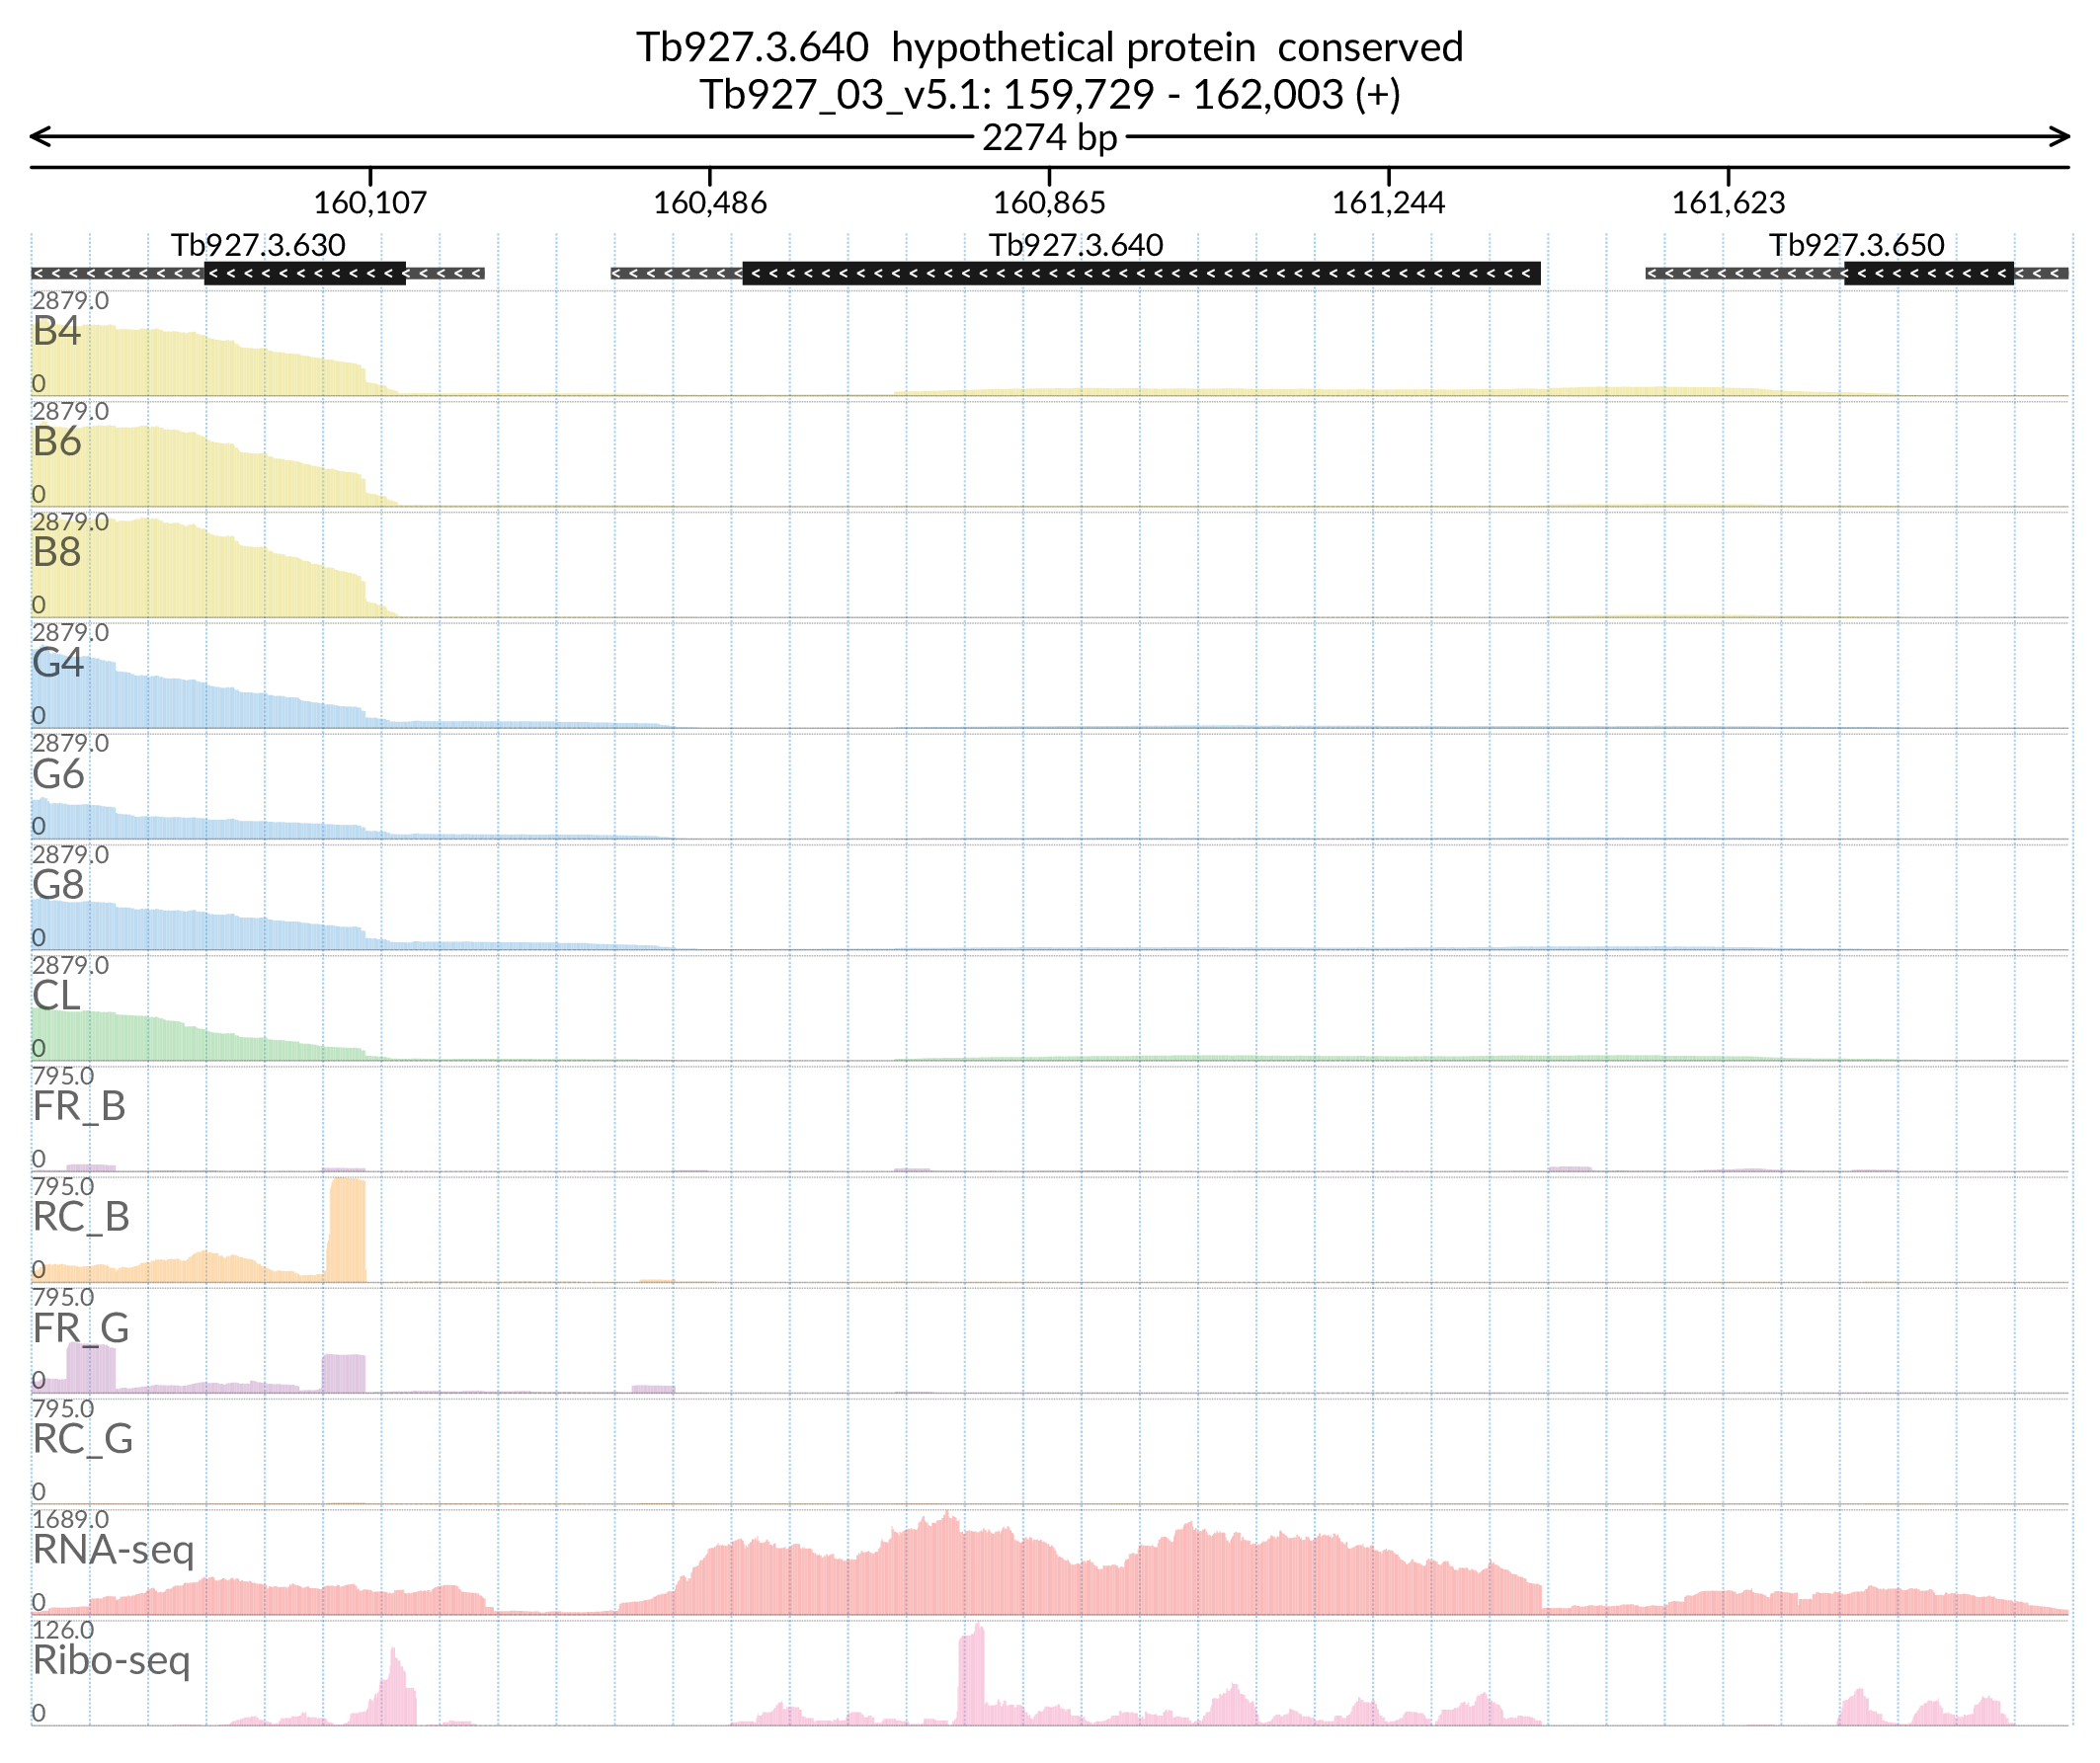 Tb927.3.640  hypothetical protein  conserved
Tb927_03_v5.1: 159,729 - 162,003 (+)
2274 bp
160,107 160,486 160,865 161,244 161,623
Tb927.3.630 Tb927.3.640 Tb927.3.650
2879.0
B4
0
2879.0
B6
0
2879.0
B8
0
2879.0
G4
0
2879.0
G6
0
2879.0
G8
0
2879.0
CL
0
795.0
FR_B
0
795.0
RC_B
0
795.0
FR_G
0
795.0
RC_G
0
1689.0
RNA-seq
0
126.0
Ribo-seq
0